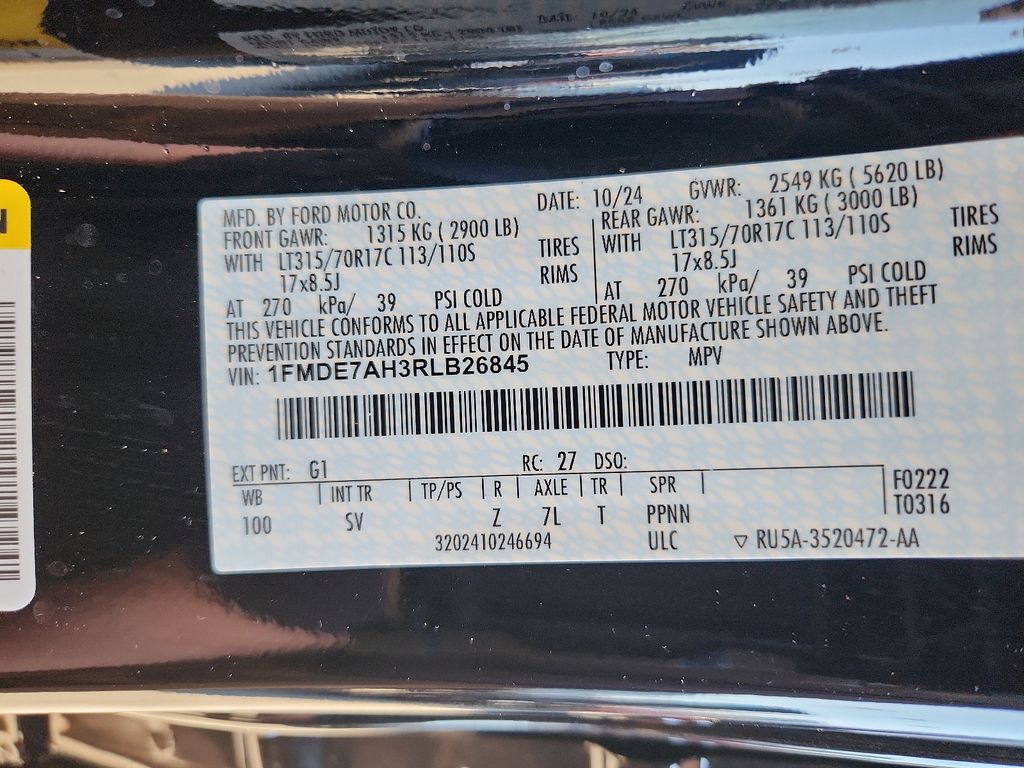 MFD. BY FORD MOTOR CO. DATE: 10/24 GVWR: 2549 KG ( 5620 LB)
FRONT GAWR: 1315 KG ( 2900 LB) REAR GAWR: 1361 KG ( 3000 LB)
WITH LT315/70R17C 113/110S TIRES WITH LT315/70R17C 113/110S TIRES
17x8.5J RIMS 17x8.5J RIMS
AT 270 kPa/ 39 PSI COLD AT 270 kPa/ 39 PSI COLD
THIS VEHICLE CONFORMS TO ALL APPLICABLE FEDERAL MOTOR VEHICLE SAFETY AND THEFT
PREVENTION STANDARDS IN EFFECT ON THE DATE OF MANUFACTURE SHOWN ABOVE.
VIN: 1FMDE7AH3RLB26845 TYPE: MPV
EXT PNT: G1 RC: 27 DSO:
WB INT TR TP/PS R AXLE TR SPR F0222
100 SV Z 7L T PPNN T0316
3202410246694 ULC ▽ RU5A-3520472-AA